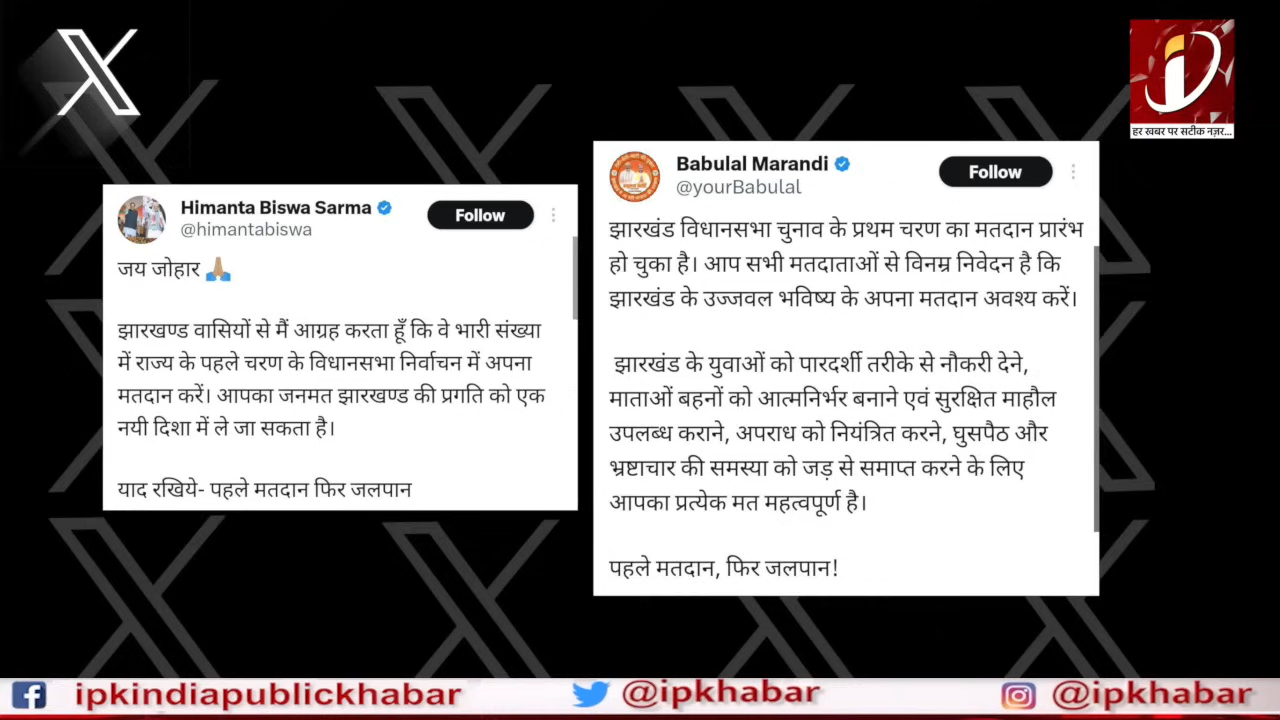 हर खबर पर सटीक नज़र...
Himanta Biswa Sarma
@himantabiswa
Follow
जय जोहार 🙏🏽
झारखण्ड वासियों से मैं आग्रह करता हूँ कि वे भारी संख्या
में राज्य के पहले चरण के विधानसभा निर्वाचन में अपना
मतदान करें। आपका जनमत झारखण्ड की प्रगति को एक
नयी दिशा में ले जा सकता है।
याद रखिये- पहले मतदान फिर जलपान
Babulal Marandi
@yourBabulal
Follow
झारखंड विधानसभा चुनाव के प्रथम चरण का मतदान प्रारंभ
हो चुका है। आप सभी मतदाताओं से विनम्र निवेदन है कि
झारखंड के उज्जवल भविष्य के अपना मतदान अवश्य करें।
झारखंड के युवाओं को पारदर्शी तरीके से नौकरी देने,
माताओं बहनों को आत्मनिर्भर बनाने एवं सुरक्षित माहौल
उपलब्ध कराने, अपराध को नियंत्रित करने, घुसपैठ और
भ्रष्टाचार की समस्या को जड़ से समाप्त करने के लिए
आपका प्रत्येक मत महत्वपूर्ण है।
पहले मतदान, फिर जलपान!
ipkindiapublickhabar
@ipkhabar
@ipkhabar